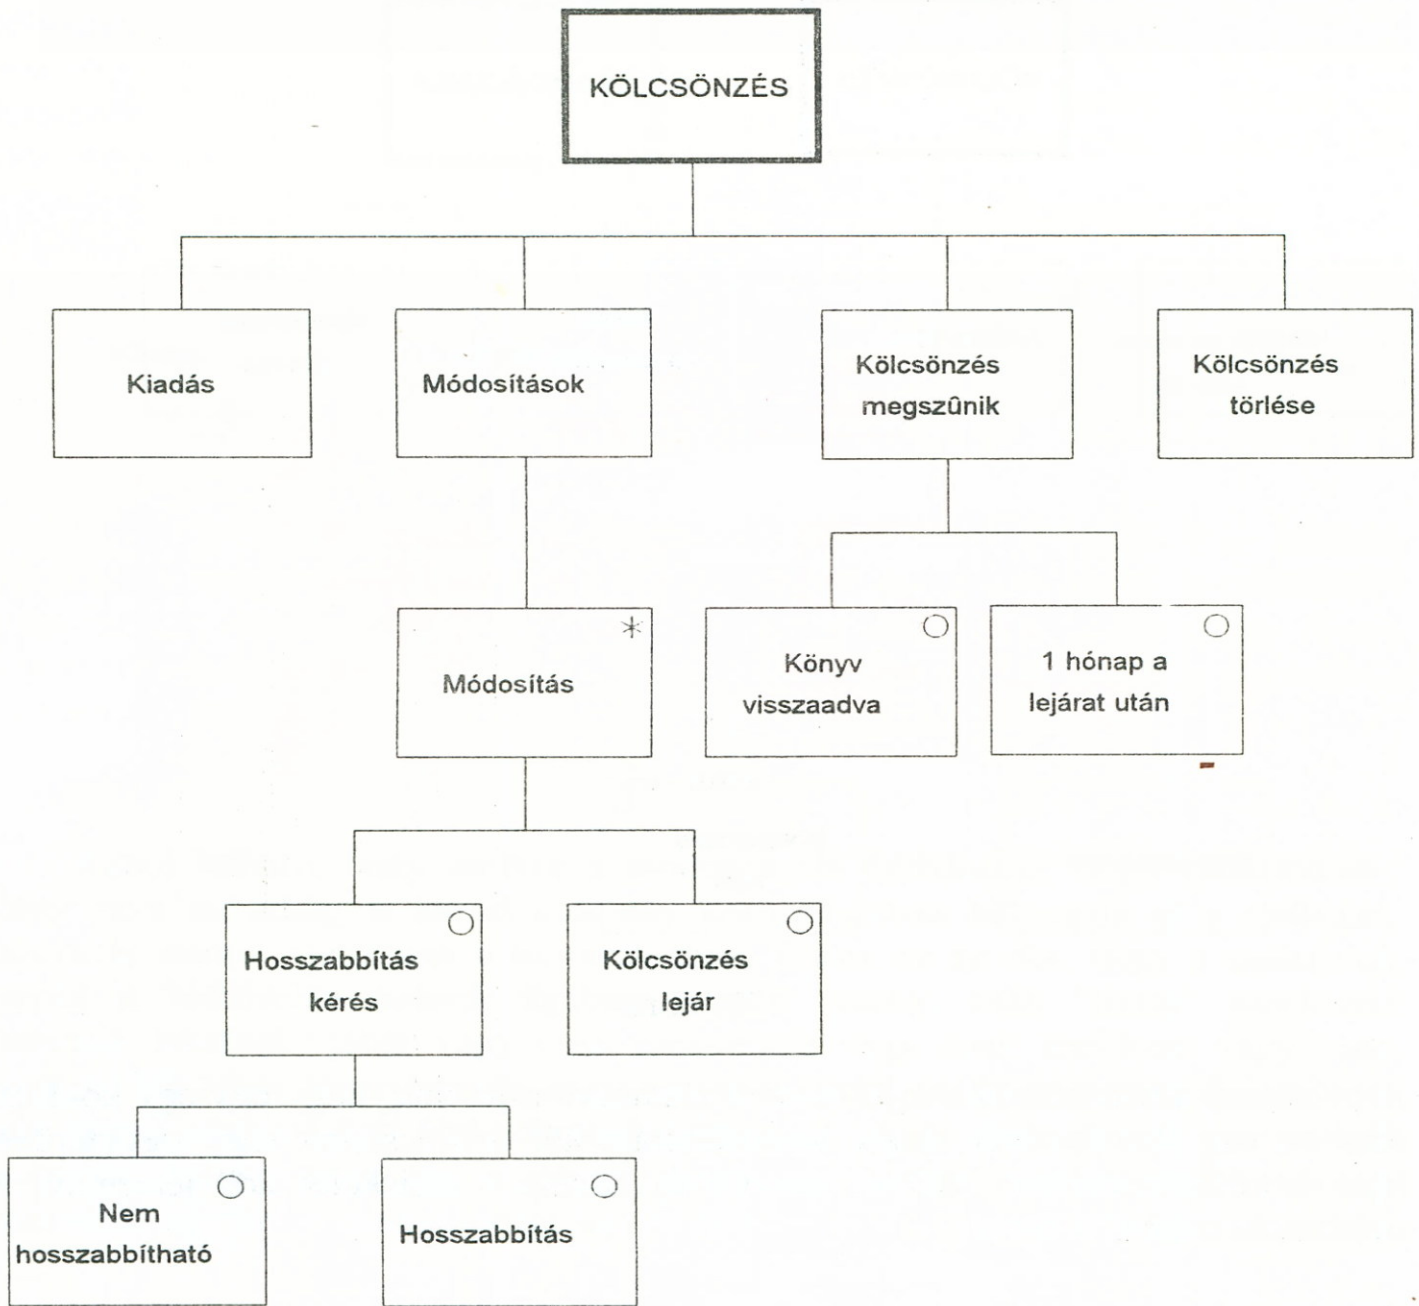 KÖLCSÖNZÉS
Kiadás
Módosítások
Kölcsönzés
megszûnik
Kölcsönzés
törlése
Módosítás
*
Könyv
visszaadva
1 hónap a
lejárat után
Hosszabbítás
kérés
Kölcsönzés
lejár
Nem
hosszabbítható
Hosszabbítás